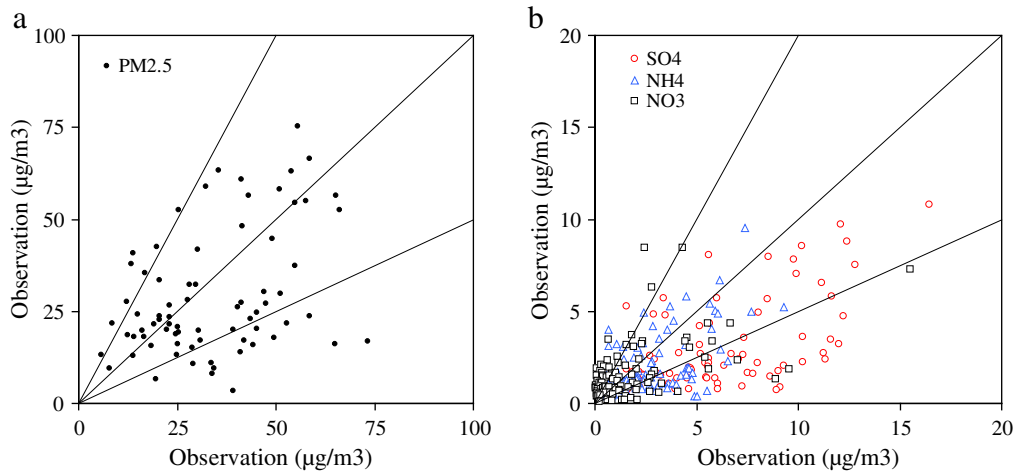 a
100
75
50
25
0
0 25 50 75 100
Observation (µg/m3)
Observation (µg/m3)
PM2.5
b
20
15
10
5
0
0 5 10 15 20
Observation (µg/m3)
Observation (µg/m3)
SO4
NH4
NO3